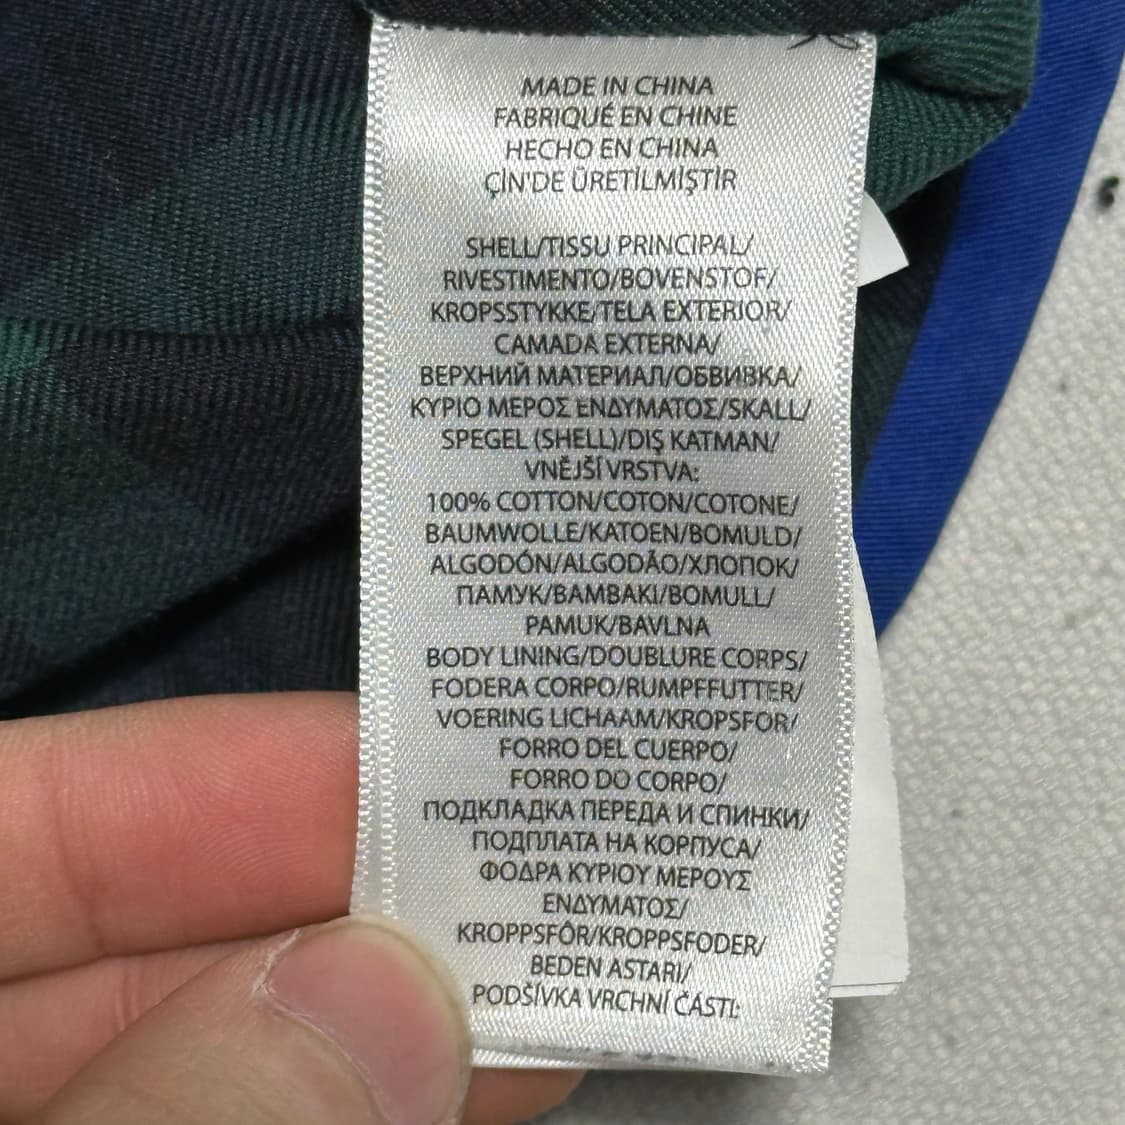 MADE IN CHINA
FABRIQUÉ EN CHINE
HECHO EN CHINA
ÇİN'DE ÜRETİLMİŞTİR
SHELL/TISSU PRINCIPAL/
RIVESTIMENTO/BOVENSTOF/
KROPSSTYKKE/TELA EXTERIOR/
CAMADA EXTERNA/
ВЕРХНИЙ МАТЕРИАЛ/ОБВИВКА/
ΚΥΡΙΟ ΜΕΡΟΣ ΕΝΔΥΜΑΤΟΣ/SKALL/
SPEGEL (SHELL)/DIŞ KATMAN/
VNĚJŠÍ VRSTVA:
100% COTTON/COTON/COTONE/
BAUMWOLLE/KATOEN/BOMULD/
ALGODÓN/ALGODÃO/ХЛОПОК/
ПАМУК/BAMBAKI/BOMULL/
PAMUK/BAVLNA
BODY LINING/DOUBLURE CORPS/
FODERA CORPO/RUMPFFUTTER/
VOERING LICHAAM/KROPSFOR/
FORRO DEL CUERPO/
FORRO DO CORPO/
ПОДКЛАДКА ПЕРЕДА И СПИНКИ/
ПОДПЛАТА НА КОРПУСА/
ΦΟΔΡΑ ΚΥΡΙΟΥ ΜΕΡΟΥΣ
ΕΝΔΥΜΑΤΟΣ/
KROPPSFÔR/KROPPSFODER/
BEDEN ASTARI/
PODŠÍVKA VRCHNÍ ČÁSTI: